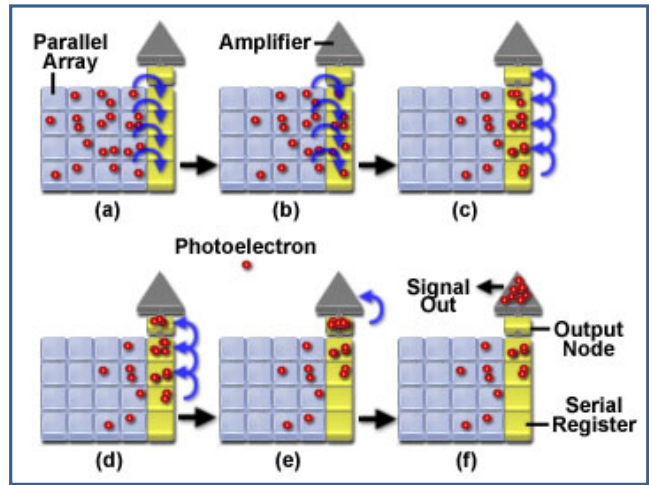 Parallel
Array
Amplifier
(a)
(b)
(c)
Photoelectron
Signal
Out
Output
Node
Serial
Register
(d)
(e)
(f)